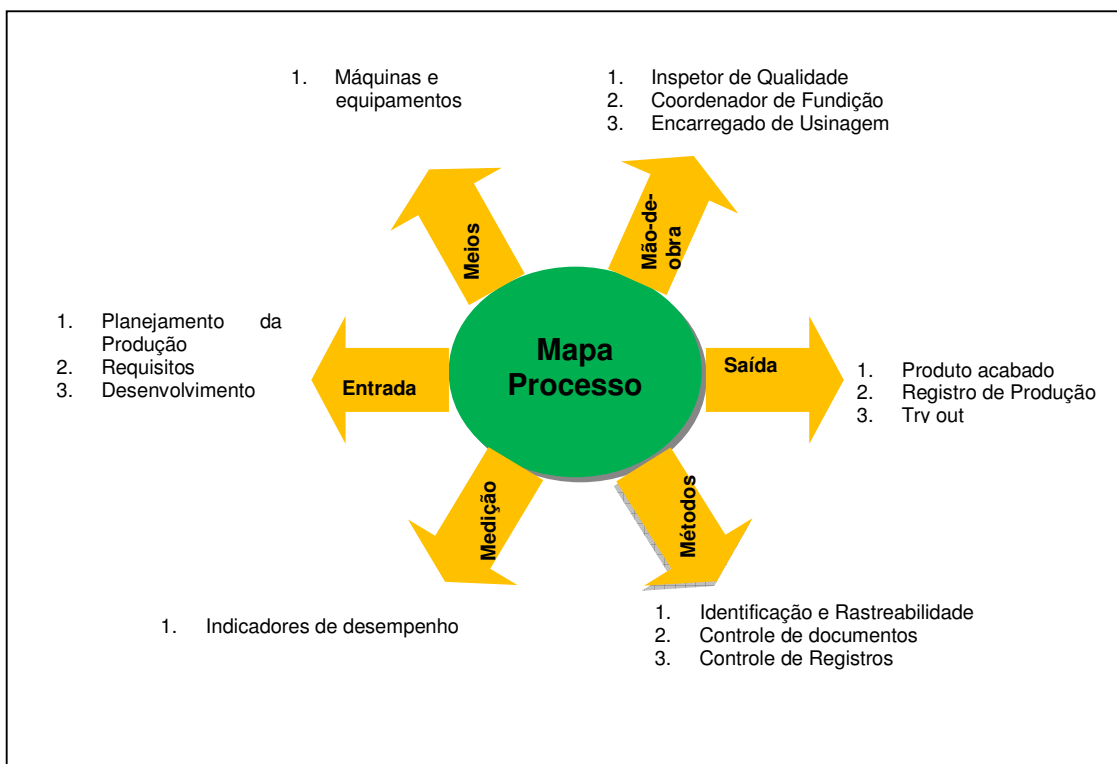 1. Máquinas e
equipamentos
1. Inspetor de Qualidade
2. Coordenador de Fundição
3. Encarregado de Usinagem
Meios
Mão-de-
obra
1. Planejamento da
Produção
2. Requisitos
3. Desenvolvimento
Entrada
Mapa
Processo
Saída
1. Produto acabado
2. Registro de Produção
3. Try out
Medição
Métodos
1. Indicadores de desempenho
1. Identificação e Rastreabilidade
2. Controle de documentos
3. Controle de Registros